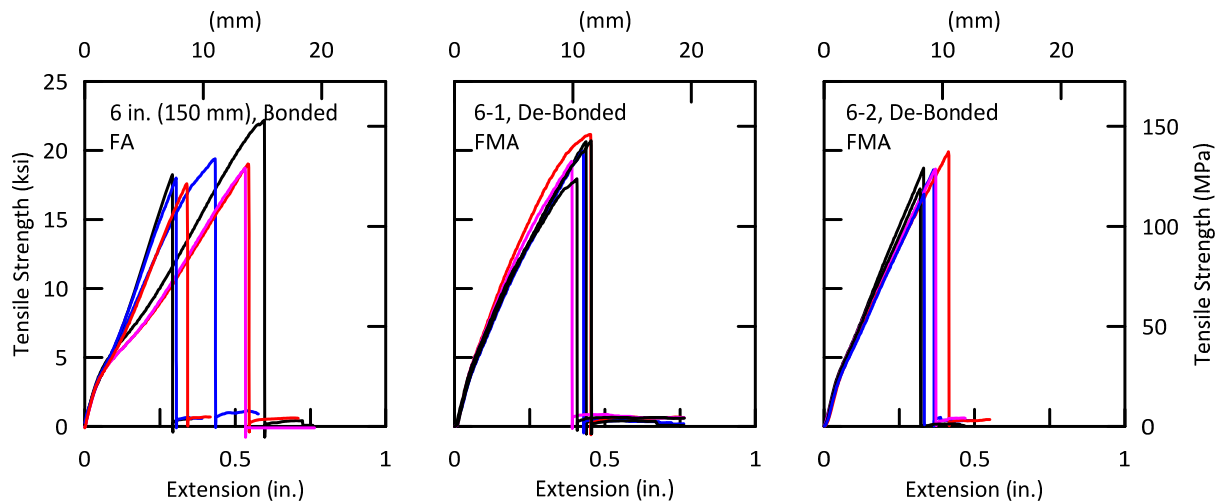 (mm) (mm) (mm)
0 10 20 0 10 20 0 10 20
25
20
15
10
5
0
Tensile Strength (ksi)
6 in. (150 mm), Bonded
FA
6-1, De-Bonded
FMA
6-2, De-Bonded
FMA
150
100
50
0
Tensile Strength (MPa)
0 0.5 1 0 0.5 1 0 0.5 1
Extension (in.) Extension (in.) Extension (in.)